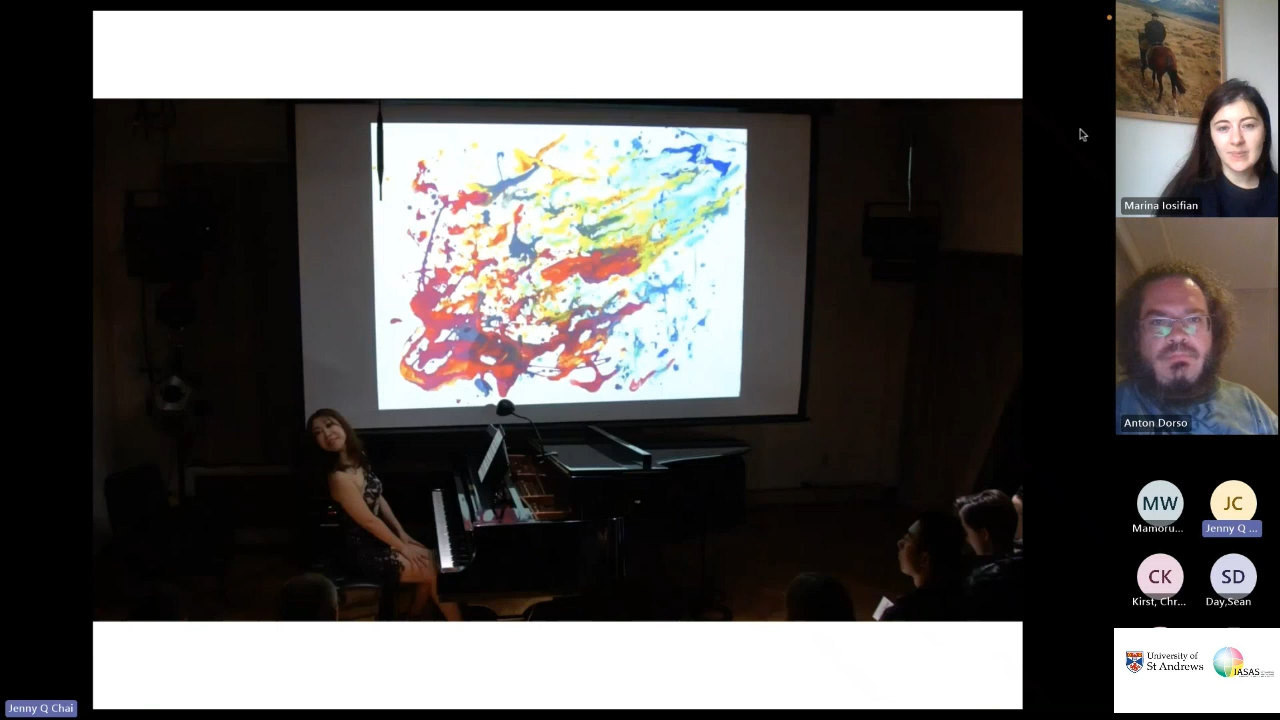 Marina Iosifian
Anton Dorso
MW
JC
Mamoru...
Jenny Q ...
CK
SD
Kirst, Chr...
Day,Sean
University of
St Andrews
IASAS
Jenny Q Chai